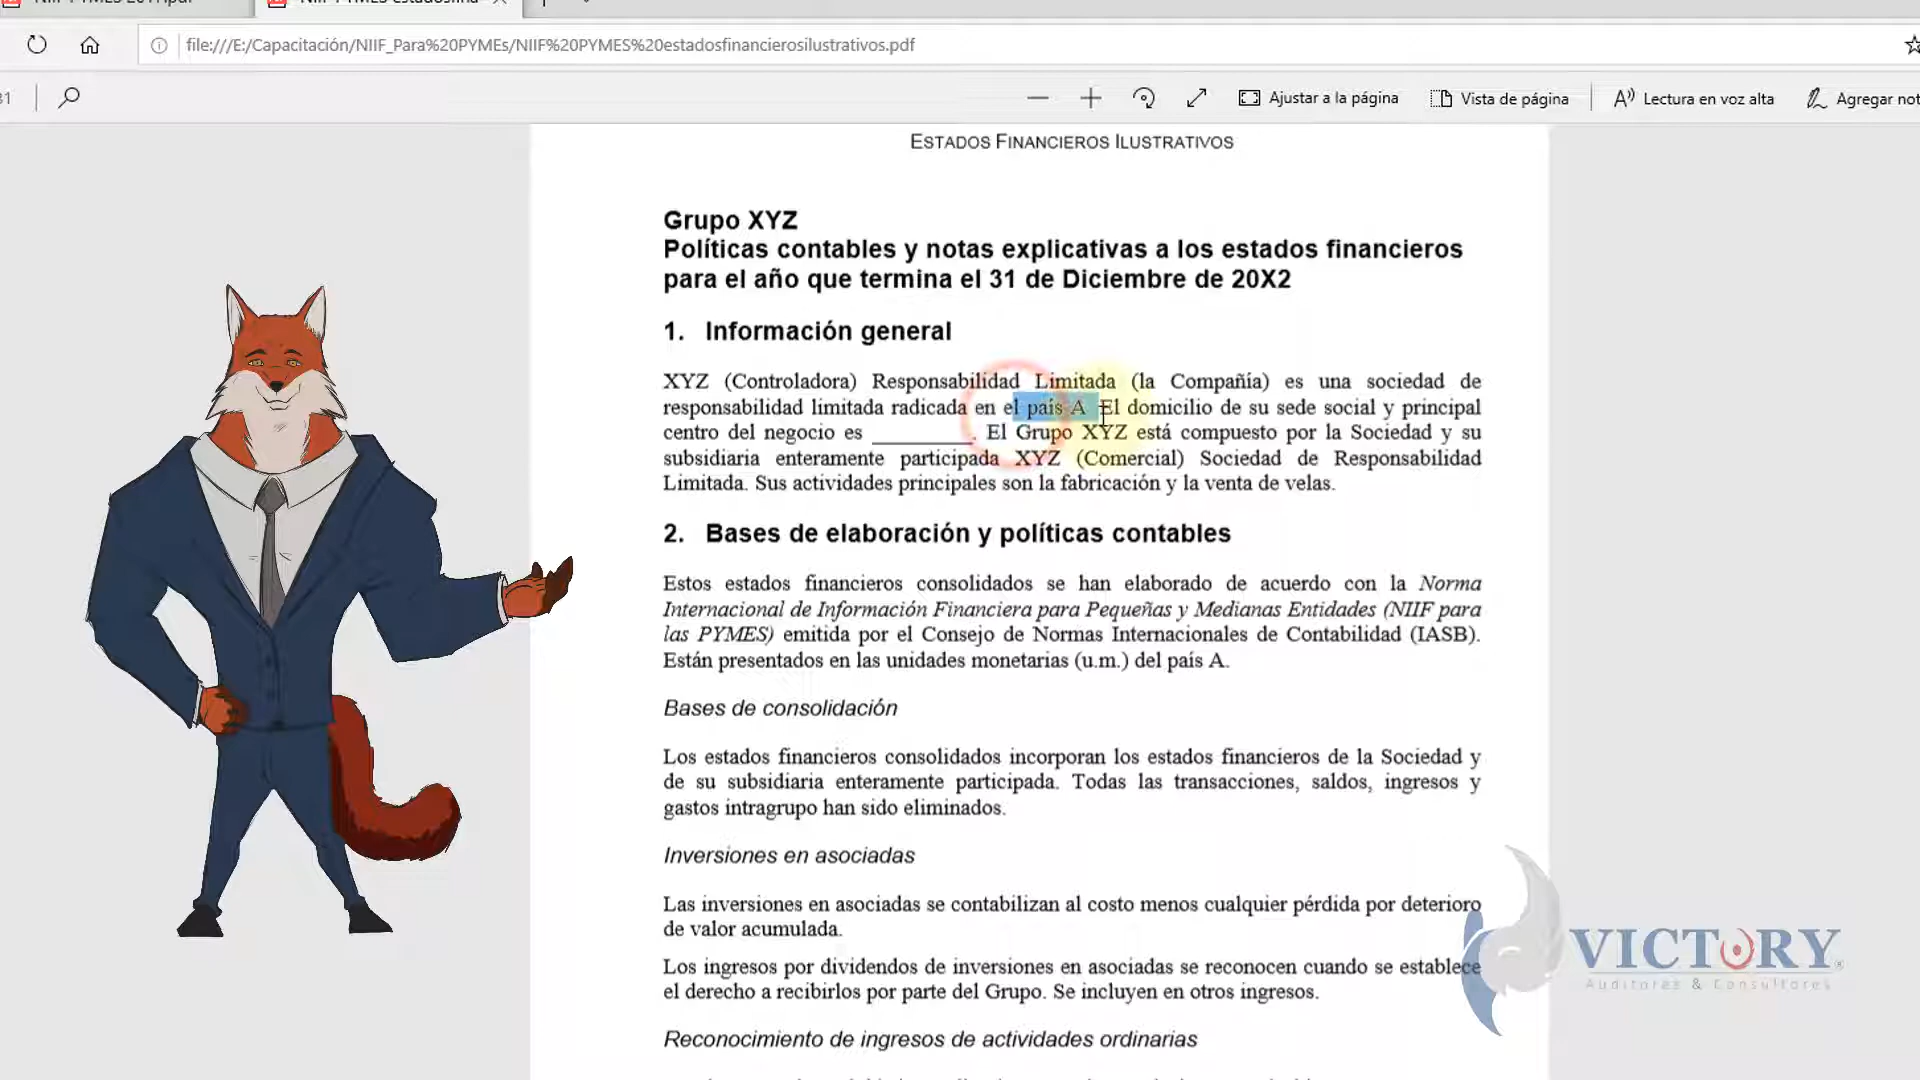 file:///E:/Capacitación/NIIF_Para%20PYMEs/NIIF%20PYMES%20estadosfinancierosilustrativos.pdf
Ajustar a la página
Vista de página
Lectura en voz alta
Agregar not
ESTADOS FINANCIEROS ILUSTRATIVOS
Grupo XYZ
Políticas contables y notas explicativas a los estados financieros
para el año que termina el 31 de Diciembre de 20X2
1. Información general
XYZ (Controladora) Responsabilidad Limitada (la Compañía) es una sociedad de
responsabilidad limitada radicada en el país A El domicilio de su sede social y principal
centro del negocio es _________. El Grupo XYZ está compuesto por la Sociedad y su
subsidiaria enteramente participada XYZ (Comercial) Sociedad de Responsabilidad
Limitada. Sus actividades principales son la fabricación y la venta de velas.
2. Bases de elaboración y políticas contables
Estos estados financieros consolidados se han elaborado de acuerdo con la Norma
Internacional de Información Financiera para Pequeñas y Medianas Entidades (NIIF para
las PYMES) emitida por el Consejo de Normas Internacionales de Contabilidad (IASB).
Están presentados en las unidades monetarias (u.m.) del país A.
Bases de consolidación
Los estados financieros consolidados incorporan los estados financieros de la Sociedad y
de su subsidiaria enteramente participada. Todas las transacciones, saldos, ingresos y
gastos intragrupo han sido eliminados.
Inversiones en asociadas
Las inversiones en asociadas se contabilizan al costo menos cualquier pérdida por deterioro
de valor acumulada.
Los ingresos por dividendos de inversiones en asociadas se reconocen cuando se establece
el derecho a recibirlos por parte del Grupo. Se incluyen en otros ingresos.
Reconocimiento de ingresos de actividades ordinarias
VICTORY
Auditores & Consultores